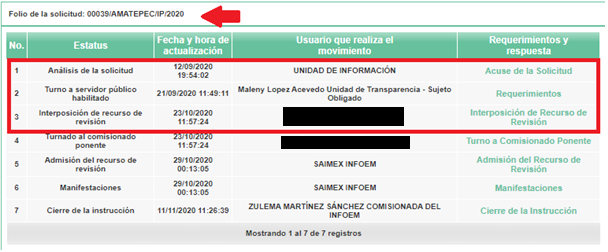 Folio de la solicitud: 00039/AMATEPEC/IP/2020
No. Estatus Fecha y hora de actualización Usuario que realiza el movimiento Requerimientos y respuesta
1 Análisis de la solicitud 12/09/2020 19:54:02 UNIDAD DE INFORMACIÓN Acuse de la Solicitud
2 Turno a servidor público habilitado 21/09/2020 11:49:11 Maleny Lopez Acevedo Unidad de Transparencia - Sujeto Obligado Requerimientos
3 Interposición de recurso de revisión 23/10/2020 11:57:24 Interposición de Recurso de Revisión
4 Turnado al comisionado ponente 23/10/2020 11:57:24 Turno a Comisionado Ponente
5 Admisión del recurso de revisión 29/10/2020 00:13:05 SAIMEX INFOEM Admisión del Recurso de Revisión
6 Manifestaciones 29/10/2020 00:13:05 SAIMEX INFOEM Manifestaciones
7 Cierre de la instrucción 11/11/2020 11:26:39 ZULEMA MARTÍNEZ SÁNCHEZ COMISIONADA DEL INFOEM Cierre de la instrucción
Mostrando 1 al 7 de 7 registros